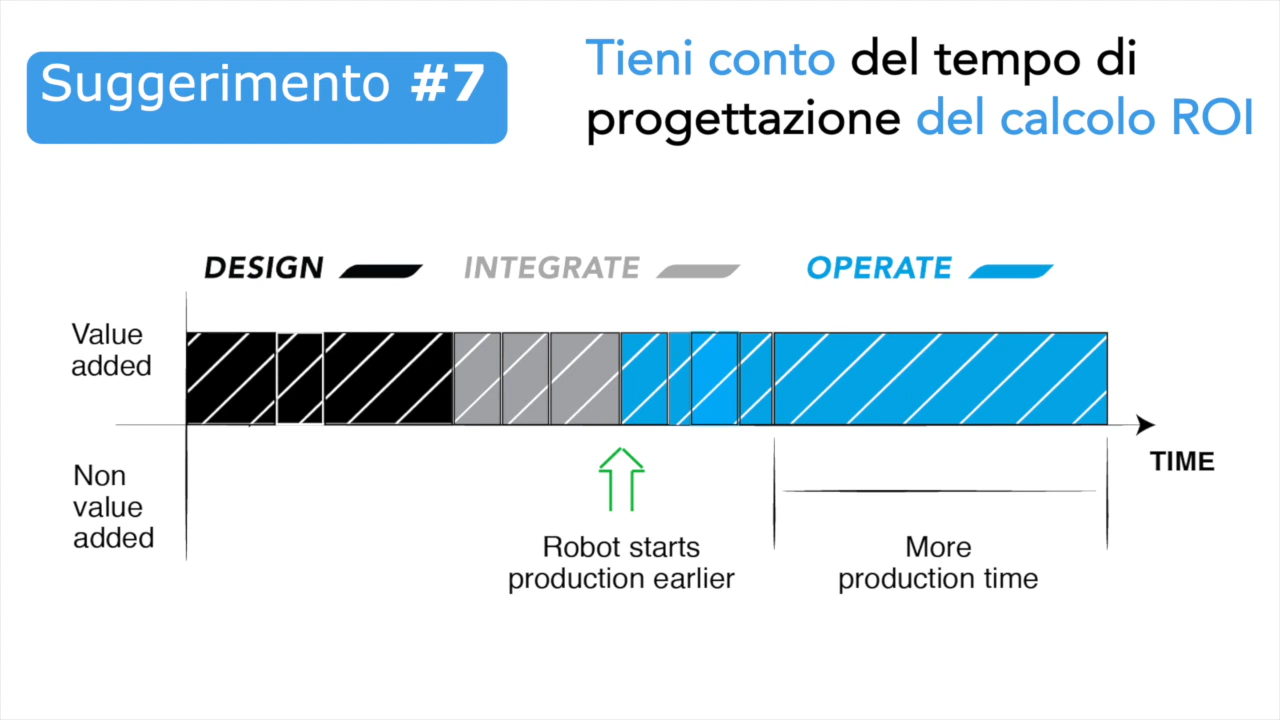 Suggerimento #7
Tieni conto del tempo di
progettazione del calcolo ROI
DESIGN
INTEGRATE
OPERATE
Value
added
Non
value
added
TIME
Robot starts
production earlier
More
production time